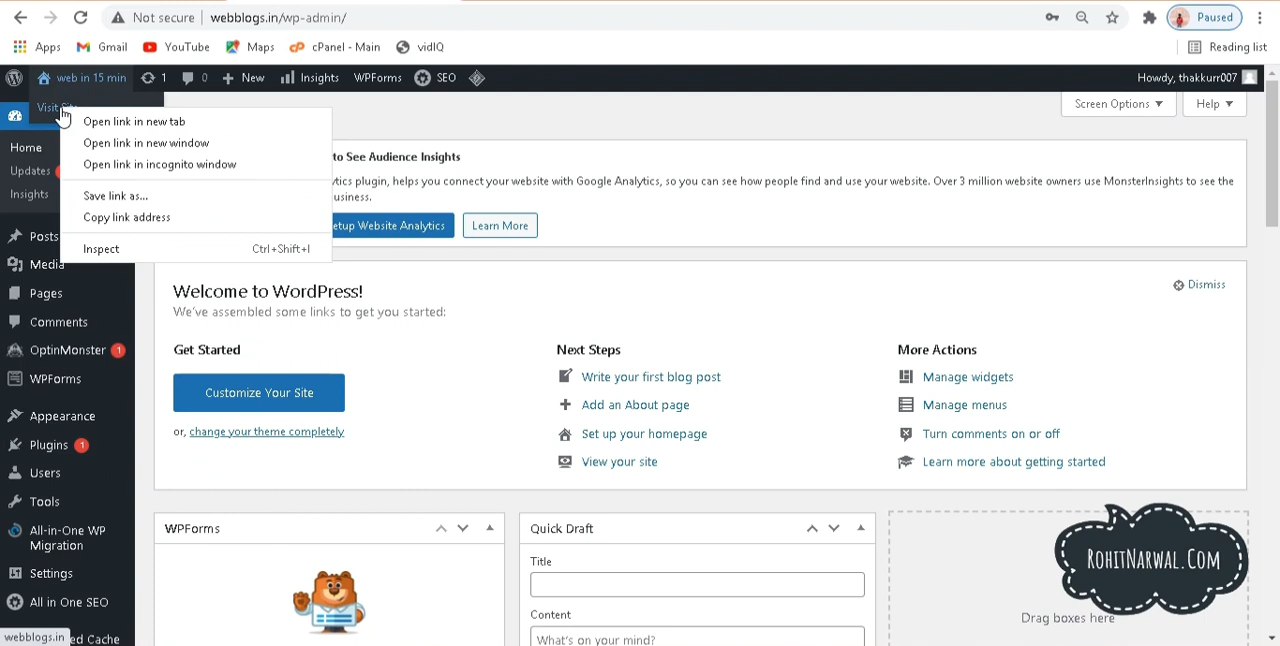 Not secure | webblogs.in/wp-admin/ Paused
Apps Gmail YouTube Maps cPanel - Main vidIQ Reading list
web in 15 min 1 0 New Insights WPForms SEO Howdy, thakkurr007
Visit Site
Screen Options ▼ Help ▼
Open link in new tab
Open link in new window
Open link in incognito window
Save link as...
Copy link address
Inspect Ctrl+Shift+I
Home
Updates
Insights
Posts
Media
Pages
Comments
OptinMonster 1
WPForms
Appearance
Plugins 1
Users
Tools
All-in-One WP
Migration
Settings
All in One SEO
ed Cache
webblogs.in
to See Audience Insights
ytics plugin, helps you connect your website with Google Analytics, so you can see how people find and use your website. Over 3 million website owners use MonsterInsights to see the
usiness.
etup Website Analytics Learn More
Welcome to WordPress!
We've assembled some links to get you started:
Dismiss
Get Started
Customize Your Site
or, change your theme completely
Next Steps
Write your first blog post
Add an About page
Set up your homepage
View your site
More Actions
Manage widgets
Manage menus
Turn comments on or off
Learn more about getting started
WPForms
Quick Draft
Title
Content
What's on your mind?
Drag boxes here
RohitNarwal.Com